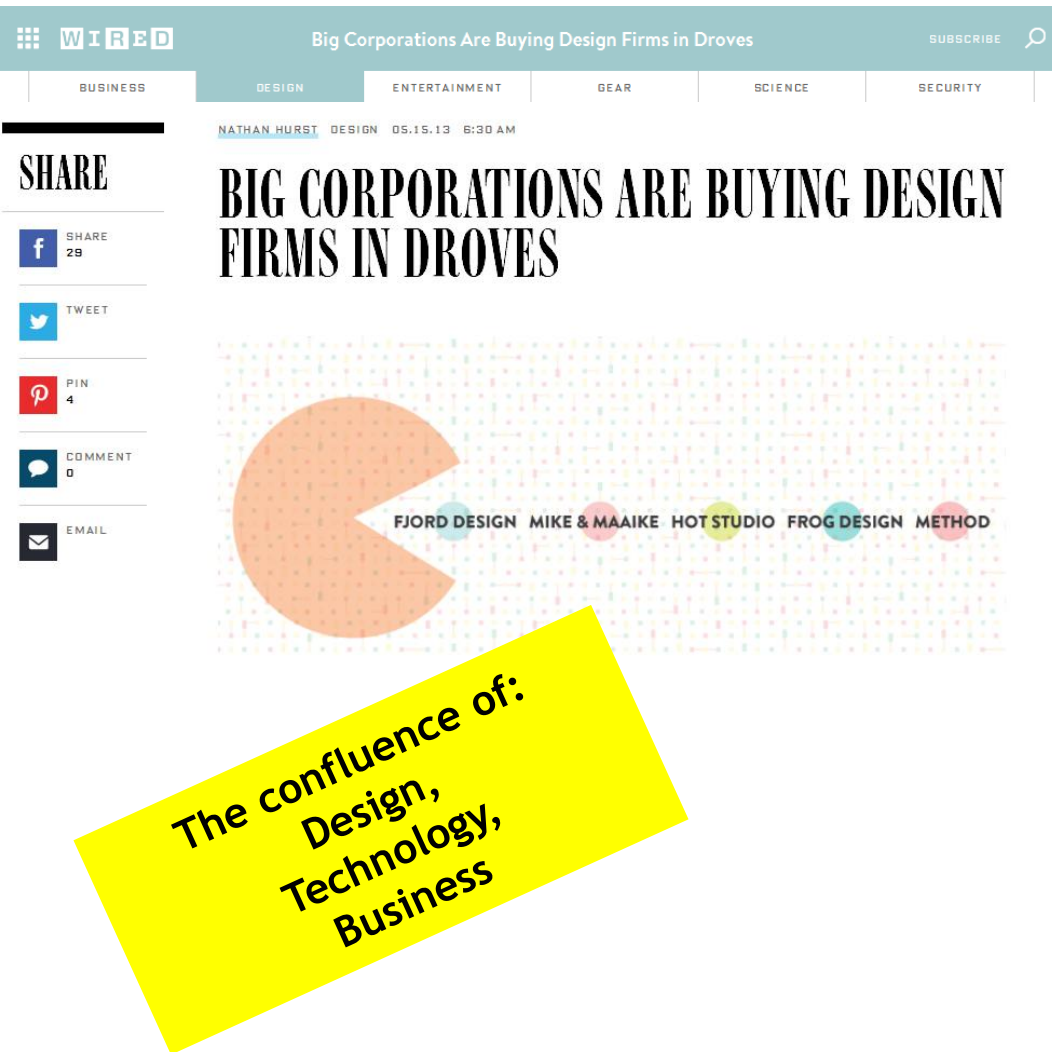 WIRED
Big Corporations Are Buying Design Firms in Droves
SUBSCRIBE
BUSINESS
DESIGN
ENTERTAINMENT
GEAR
SCIENCE
SECURITY
NATHAN HURST DESIGN 05.15.13 6:30 AM
SHARE
BIG CORPORATIONS ARE BUYING DESIGN
FIRMS IN DROVES
f
SHARE
29
TWEET
PIN
4
COMMENT
0
EMAIL
FJORD DESIGN MIKE & MAAIKE HOT STUDIO FROG DESIGN METHOD
The confluence of:
Design,
Technology,
Business